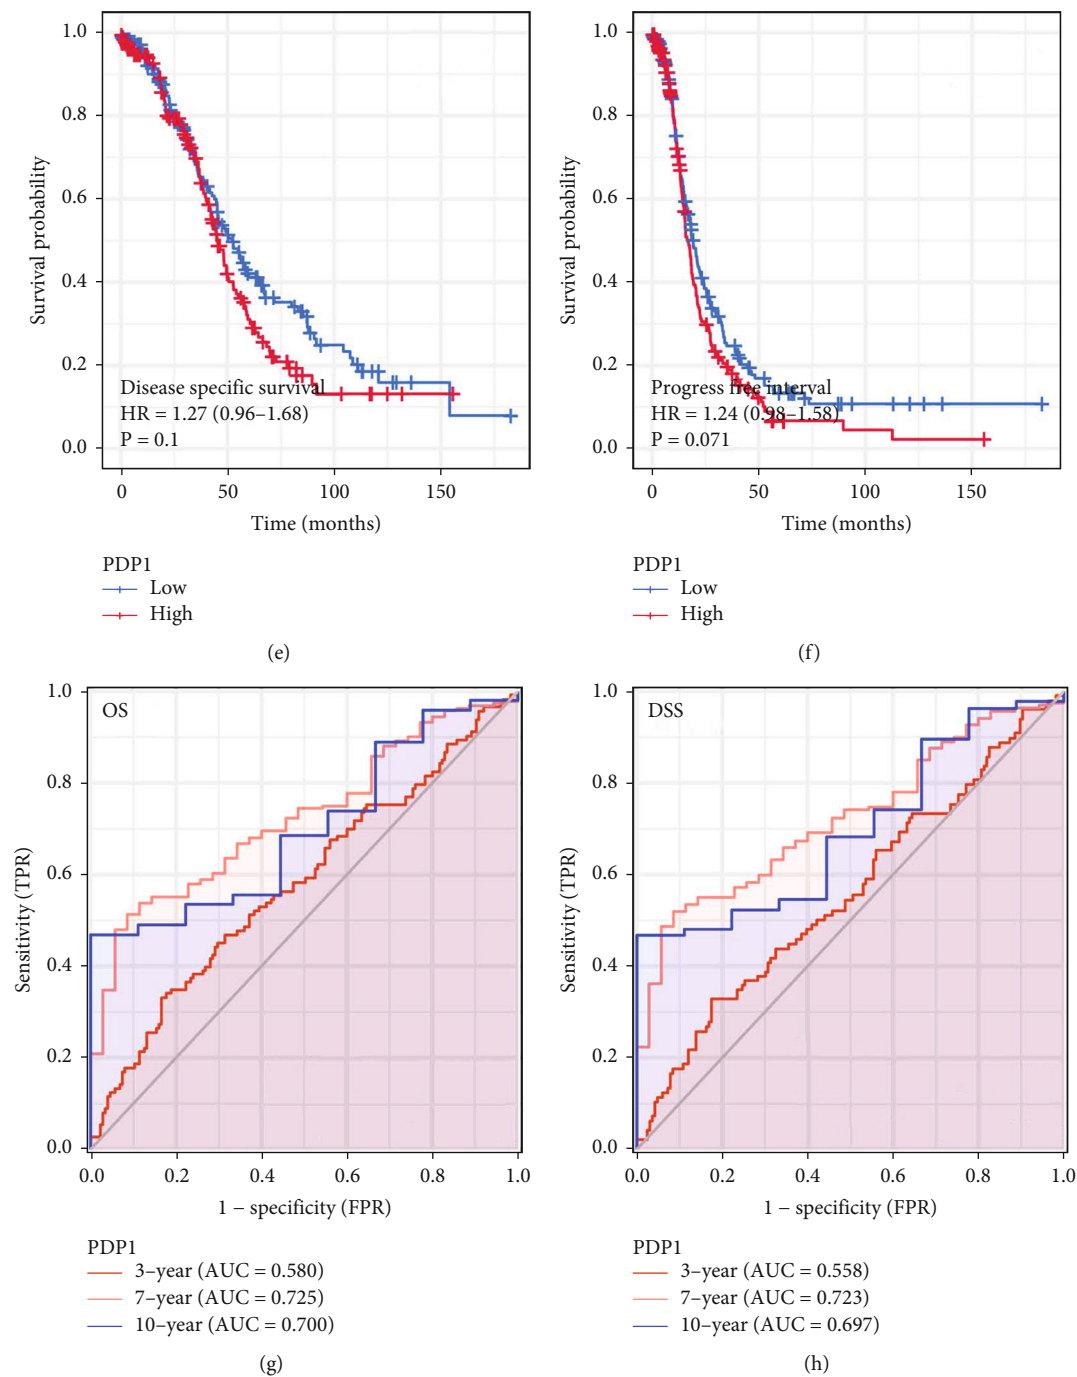 1.0
0.8
0.6
0.4
0.2
0.0
Survival probability
Disease specific survival
HR = 1.27 (0.96–1.68)
P = 0.1
0 50 100 150
Time (months)
PDP1
Low
High
(e)
1.0
0.8
0.6
0.4
0.2
0.0
Survival probability
Progress free interval
HR = 1.24 (0.98–1.58)
P = 0.071
0 50 100 150
Time (months)
PDP1
Low
High
(f)
1.0
0.8
0.6
0.4
0.2
0.0
Sensitivity (TPR)
OS
0.0 0.2 0.4 0.6 0.8 1.0
1 − specificity (FPR)
PDP1
3–year (AUC = 0.580)
7–year (AUC = 0.725)
10–year (AUC = 0.700)
(g)
1.0
0.8
0.6
0.4
0.2
0.0
Sensitivity (TPR)
DSS
0.0 0.2 0.4 0.6 0.8 1.0
1 − specificity (FPR)
PDP1
3–year (AUC = 0.558)
7–year (AUC = 0.723)
10–year (AUC = 0.697)
(h)